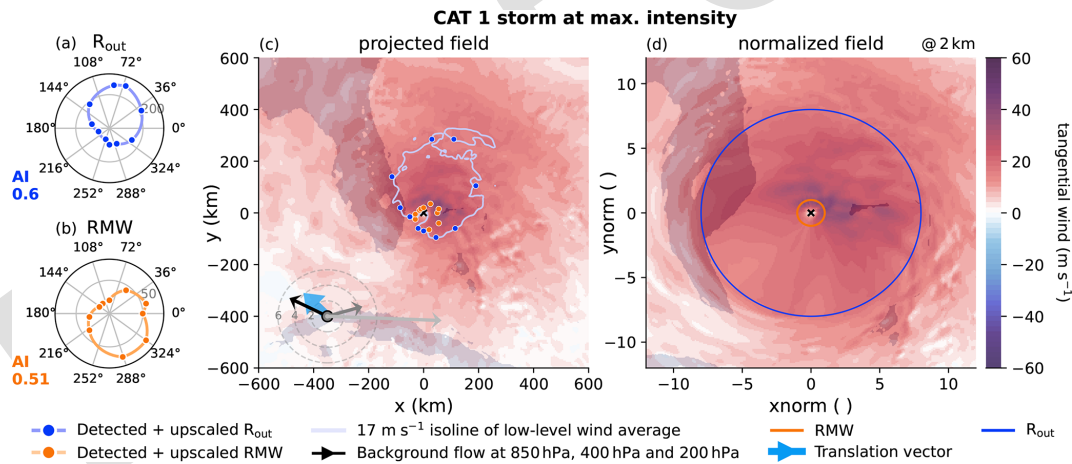 CAT 1 storm at max. intensity
(a) R_out
108° 72°
144° 36°
200
180° 0°
216° 324°
252° 288°
AI
0.6
(b) RMW
108° 72°
144° 36°
50
180° 0°
216° 324°
252° 288°
AI
0.51
(c) projected field
600
400
200
0
−200
−400
−600
y (km)
6 4 2
−600 −400 −200 0 200 400 600
x (km)
(d) normalized field @ 2 km
10
5
0
−5
−10
ynorm ( )
−10 −5 0 5 10
xnorm ( )
60
40
20
0
−20
−40
−60
tangential wind (m s⁻¹)
Detected + upscaled R_out
Detected + upscaled RMW
17 m s⁻¹ isoline of low-level wind average
Background flow at 850 hPa, 400 hPa and 200 hPa
RMW
Translation vector
R_out